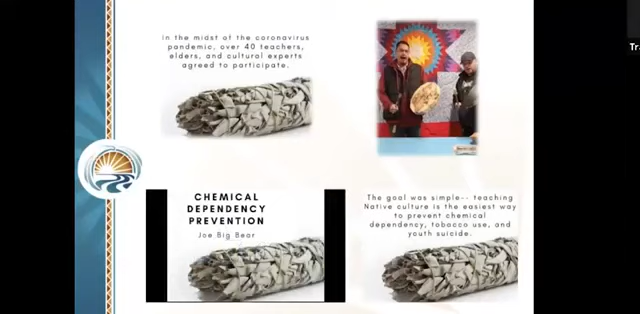 in the midst of the coronavirus
pandemic, over 40 teachers,
elders, and cultural experts
agreed to participate.
CHEMICAL
DEPENDENCY
PREVENTION
Joe Big Bear
The goal was simple-- teaching
Native culture is the easiest way
to prevent chemical
dependency, tobacco use, and
youth suicide.
Tr